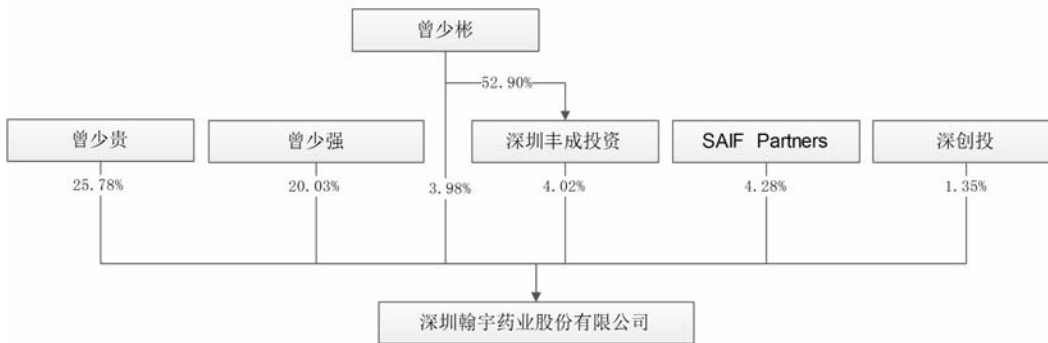 曾少彬
52.90%
曾少贵
曾少强
深圳丰成投资
SAIF Partners
深创投
25.78%
20.03%
3.98%
4.02%
4.28%
1.35%
深圳翰宇药业股份有限公司